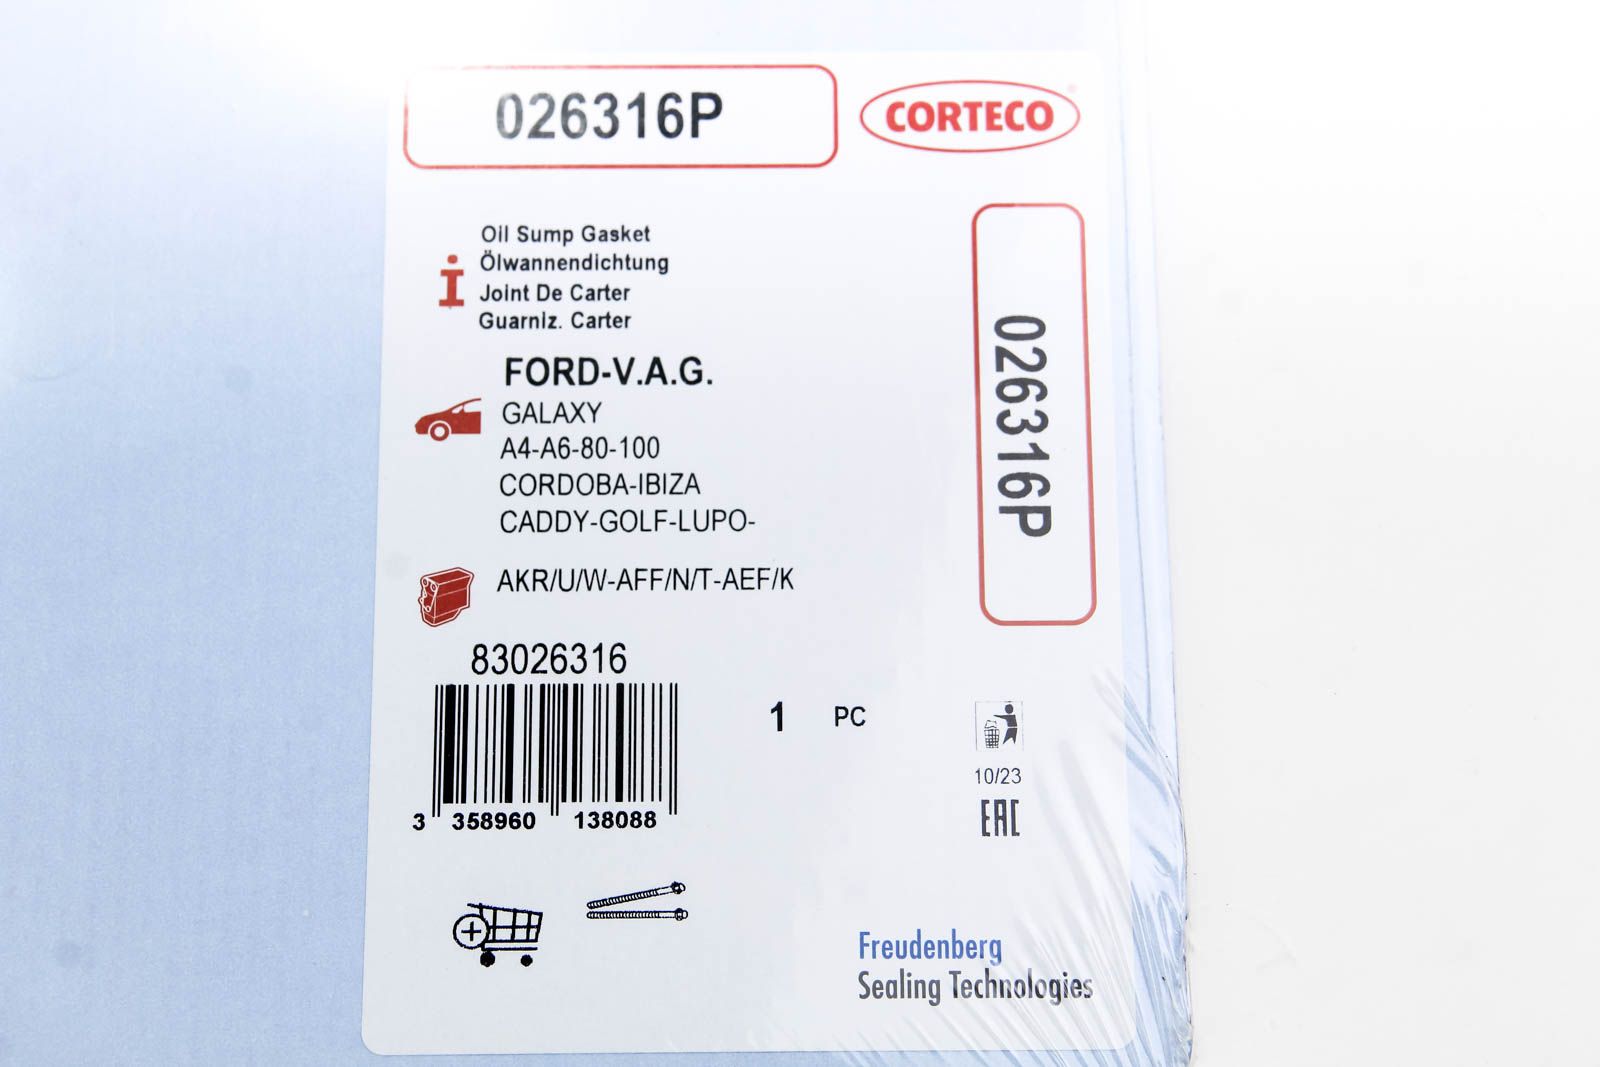 026316P
CORTECO
Oil Sump Gasket
Ölwannendichtung
Joint De Carter
Guarniz. Carter
FORD-V.A.G.
GALAXY
A4-A6-80-100
CORDOBA-IBIZA
CADDY-GOLF-LUPO-
026316P
AKR/U/W-AFF/N/T-AEF/K
83026316
3 358960 138088
1 PC
10/23
EAC
Freudenberg
Sealing Technologies